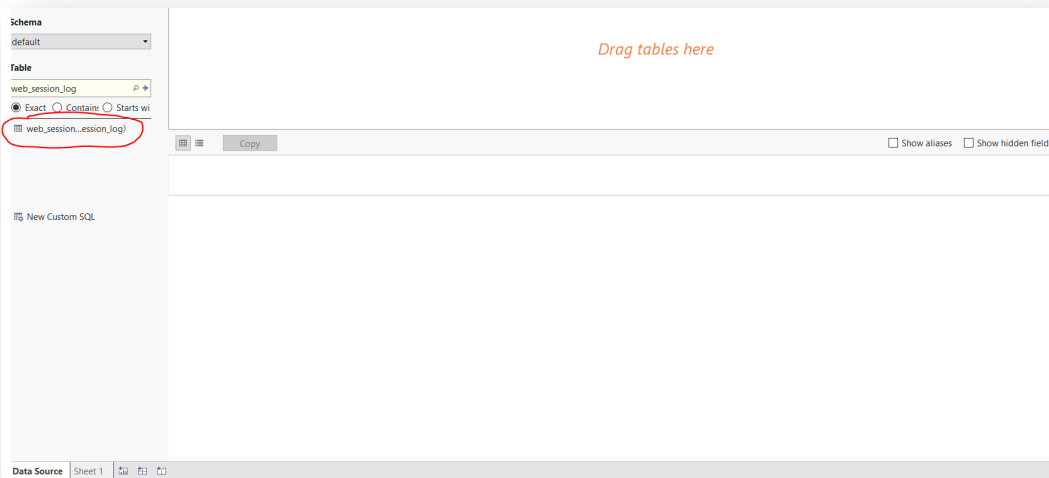 Schema
default
Drag tables here
Table
web_session_log
Exact Contains Starts wi
web_session...ession_log)
Copy
Show aliases Show hidden field
New Custom SQL
Data Source Sheet 1